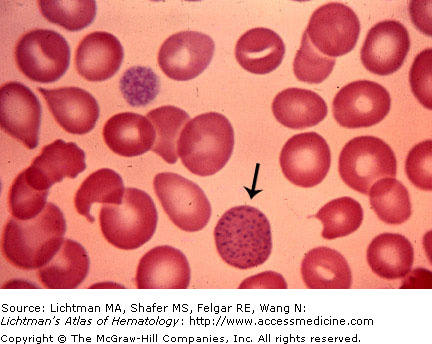 Source: Lichtman MA, Shafer MS, Felgar RE, Wang N:
Lichtman's Atlas of Hematology: http://www.accessmedicine.com
Copyright © The McGraw-Hill Companies, Inc. All rights reserved.